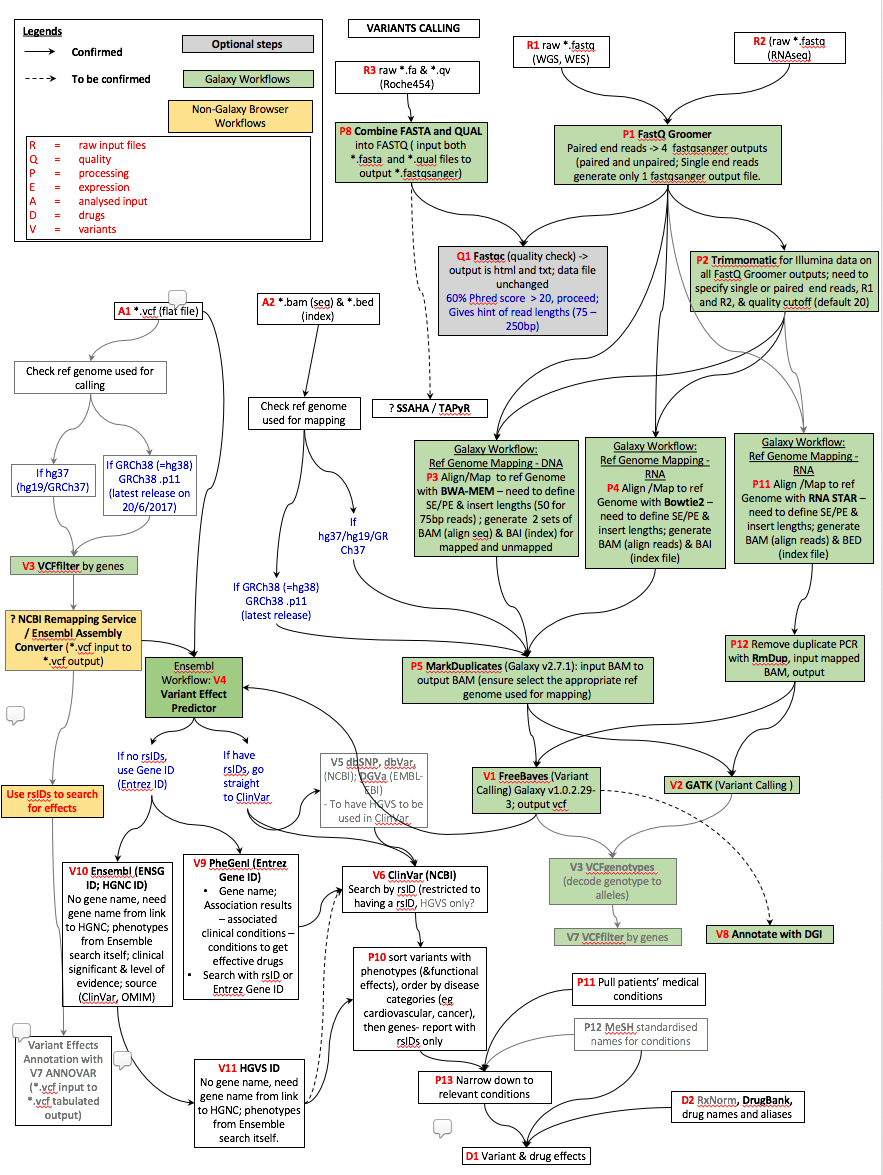 Legends
Confirmed
To be confirmed
Optional steps
Galaxy Workflows
Non-Galaxy Browser
Workflows
R = raw input files
Q = quality
P = processing
E = expression
A = analysed input
D = drugs
V = variants
VARIANTS CALLING
R3 raw *.fa & *.qv
(Roche454)
R1 raw *.fastq
(WGS, WES)
R2 (raw *.fastq
(RNAseq)
P8 Combine FASTA and QUAL
into FASTQ ( input both
*.fasta and *.qual files to
output *.fastqsanger)
P1 FastQ Groomer
Paired end reads -> 4 fastqsanger outputs
(paired and unpaired; Single end reads
generate only 1 fastqsanger output file.
Q1 Fastqc (quality check) ->
output is html and txt; data file
unchanged
60% Phred score > 20, proceed;
Gives hint of read lengths (75 –
250bp)
P2 Trimmomatic for Illumina data on
all FastQ Groomer outputs; need to
specify single or paired end reads, R1
and R2, & quality cutoff (default 20)
A1 *.vcf (flat file)
A2 *.bam (seq) & *.bed
(index)
Check ref genome used for
calling
Check ref genome
used for mapping
? SSAHA / TAPyR
If hg37
(hg19/GRCh37)
If GRCh38 (=hg38)
GRCh38 .p11
(latest release on
20/6/2017)
If
hg37/hg19/GR
Ch37
If GRCh38 (=hg38)
GRCh38 .p11
(latest release)
Galaxy Workflow:
Ref Genome Mapping - DNA
P3 Align/Map to ref Genome
with BWA-MEM – need to define
SE/PE & insert lengths (50 for
75bp reads) ; generate 2 sets of
BAM (align seq) & BAI (index) for
mapped and unmapped
Galaxy Workflow:
Ref Genome Mapping -
RNA
P4 Align /Map to ref
Genome with Bowtie2 –
need to define SE/PE &
insert lengths; generate
BAM (align reads) & BAI
(index file)
Galaxy Workflow:
Ref Genome Mapping -
RNA
P11 Align /Map to ref
Genome with RNA STAR –
need to define SE/PE &
insert lengths; generate
BAM (align reads) & BED
(index file)
V3 VCFfilter by genes
? NCBI Remapping Service
/ Ensembl Assembly
Converter (*.vcf input to
*.vcf output)
Ensembl
Workflow: V4
Variant Effect
Predictor
P5 MarkDuplicates (Galaxy v2.7.1): input BAM to
output BAM (ensure select the appropriate ref
genome used for mapping)
P12 Remove duplicate PCR
with RmDup, input mapped
BAM, output
Use rsIDs to search
for effects
If no rsIDs,
use Gene ID
(Entrez ID)
If have
rsIDs, go
straight
to ClinVar
V5 dbSNP, dbVar,
(NCBI); DGVa (EMBL-
EBI)
- To have HGVS to be
used in ClinVar
V1 FreeBayes (Variant
Calling) Galaxy v1.0.2.29-
3; output vcf
V2 GATK (Variant Calling )
V10 Ensembl (ENSG
ID; HGNC ID)
No gene name, need
gene name from link
to HGNC; phenotypes
from Ensemble
search itself; clinical
significant & level of
evidence; source
(ClinVar, OMIM)
V9 PheGenI (Entrez
Gene ID)
• Gene name;
Association results
– associated
clinical conditions –
conditions to get
effective drugs
• Search with rsID or
Entrez Gene ID
V6 ClinVar (NCBI)
Search by rsID (restricted to
having a rsID, HGVS only?
V3 VCFgenotypes
(decode genotype to
alleles)
V7 VCFfilter by genes
V8 Annotate with DGI
P10 sort variants with
phenotypes (&functional
effects), order by disease
categories (eg
cardiovascular, cancer),
then genes- report with
rsIDs only
P11 Pull patients’ medical
conditions
P12 MeSH standardised
names for conditions
Variant Effects
Annotation with
V7 ANNOVAR
(*.vcf input to
*.vcf tabulated
output)
V11 HGVS ID
No gene name, need
gene name from link
to HGNC; phenotypes
from Ensemble
search itself.
P13 Narrow down to
relevant conditions
D2 RxNorm, DrugBank,
drug names and aliases
D1 Variant & drug effects